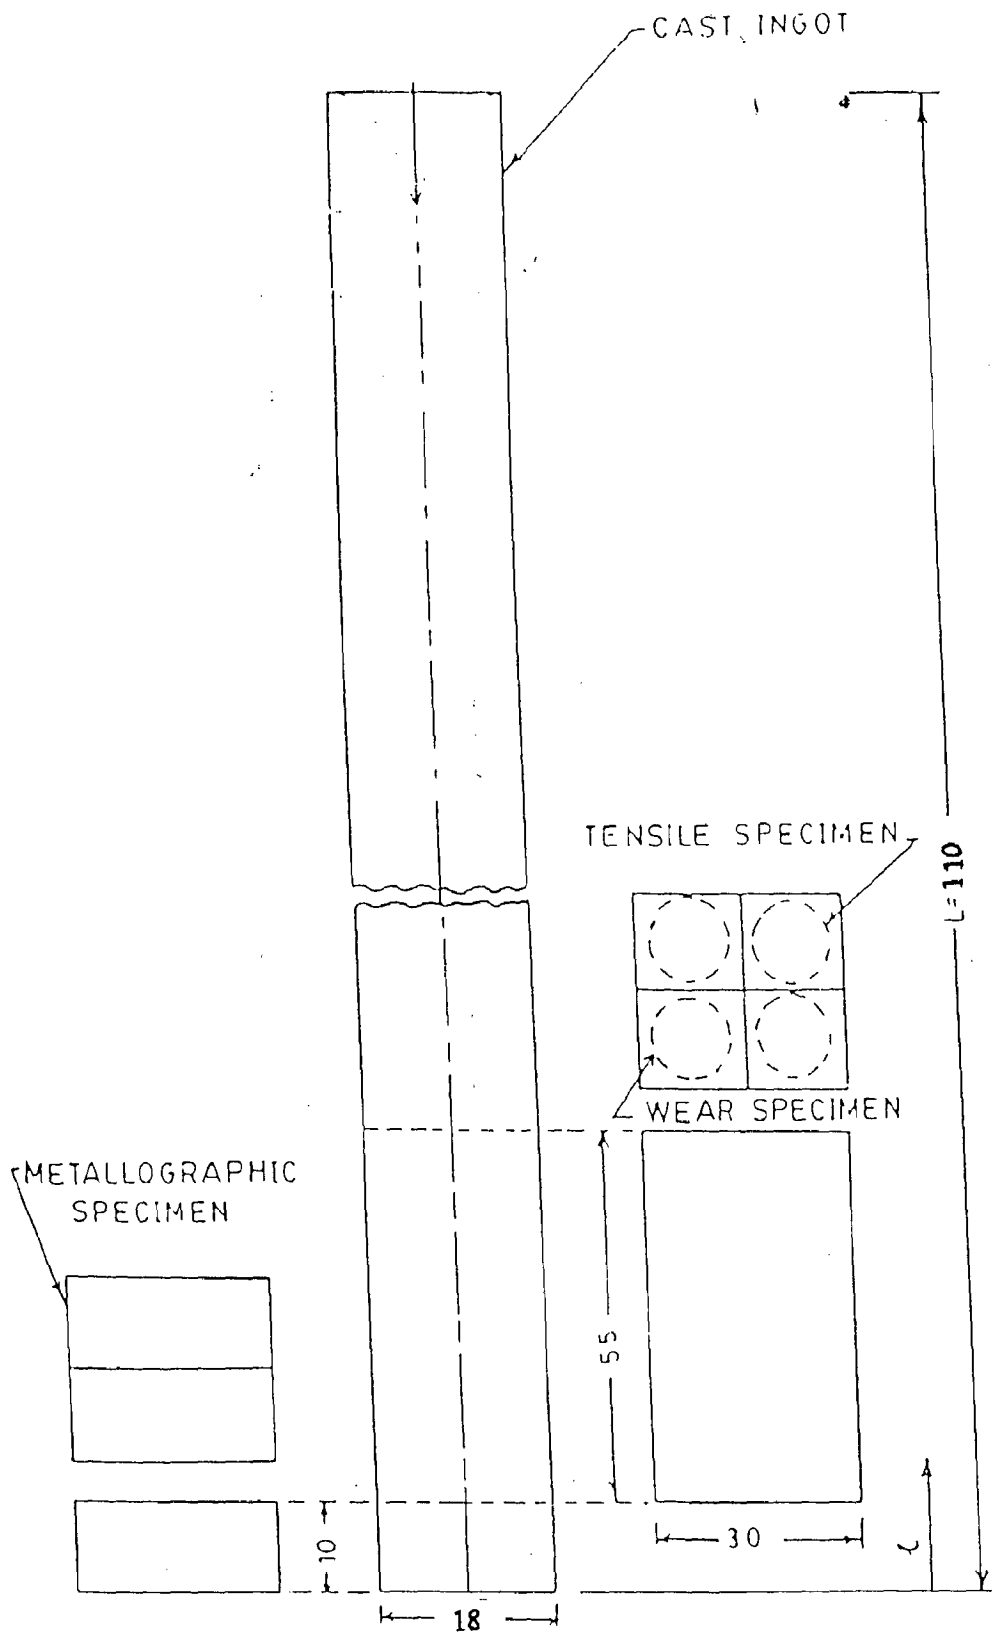 CAST INGOT
TENSILE SPECIMEN
L=110
WEAR SPECIMEN
METALLOGRAPHIC
SPECIMEN
55
10
30
18